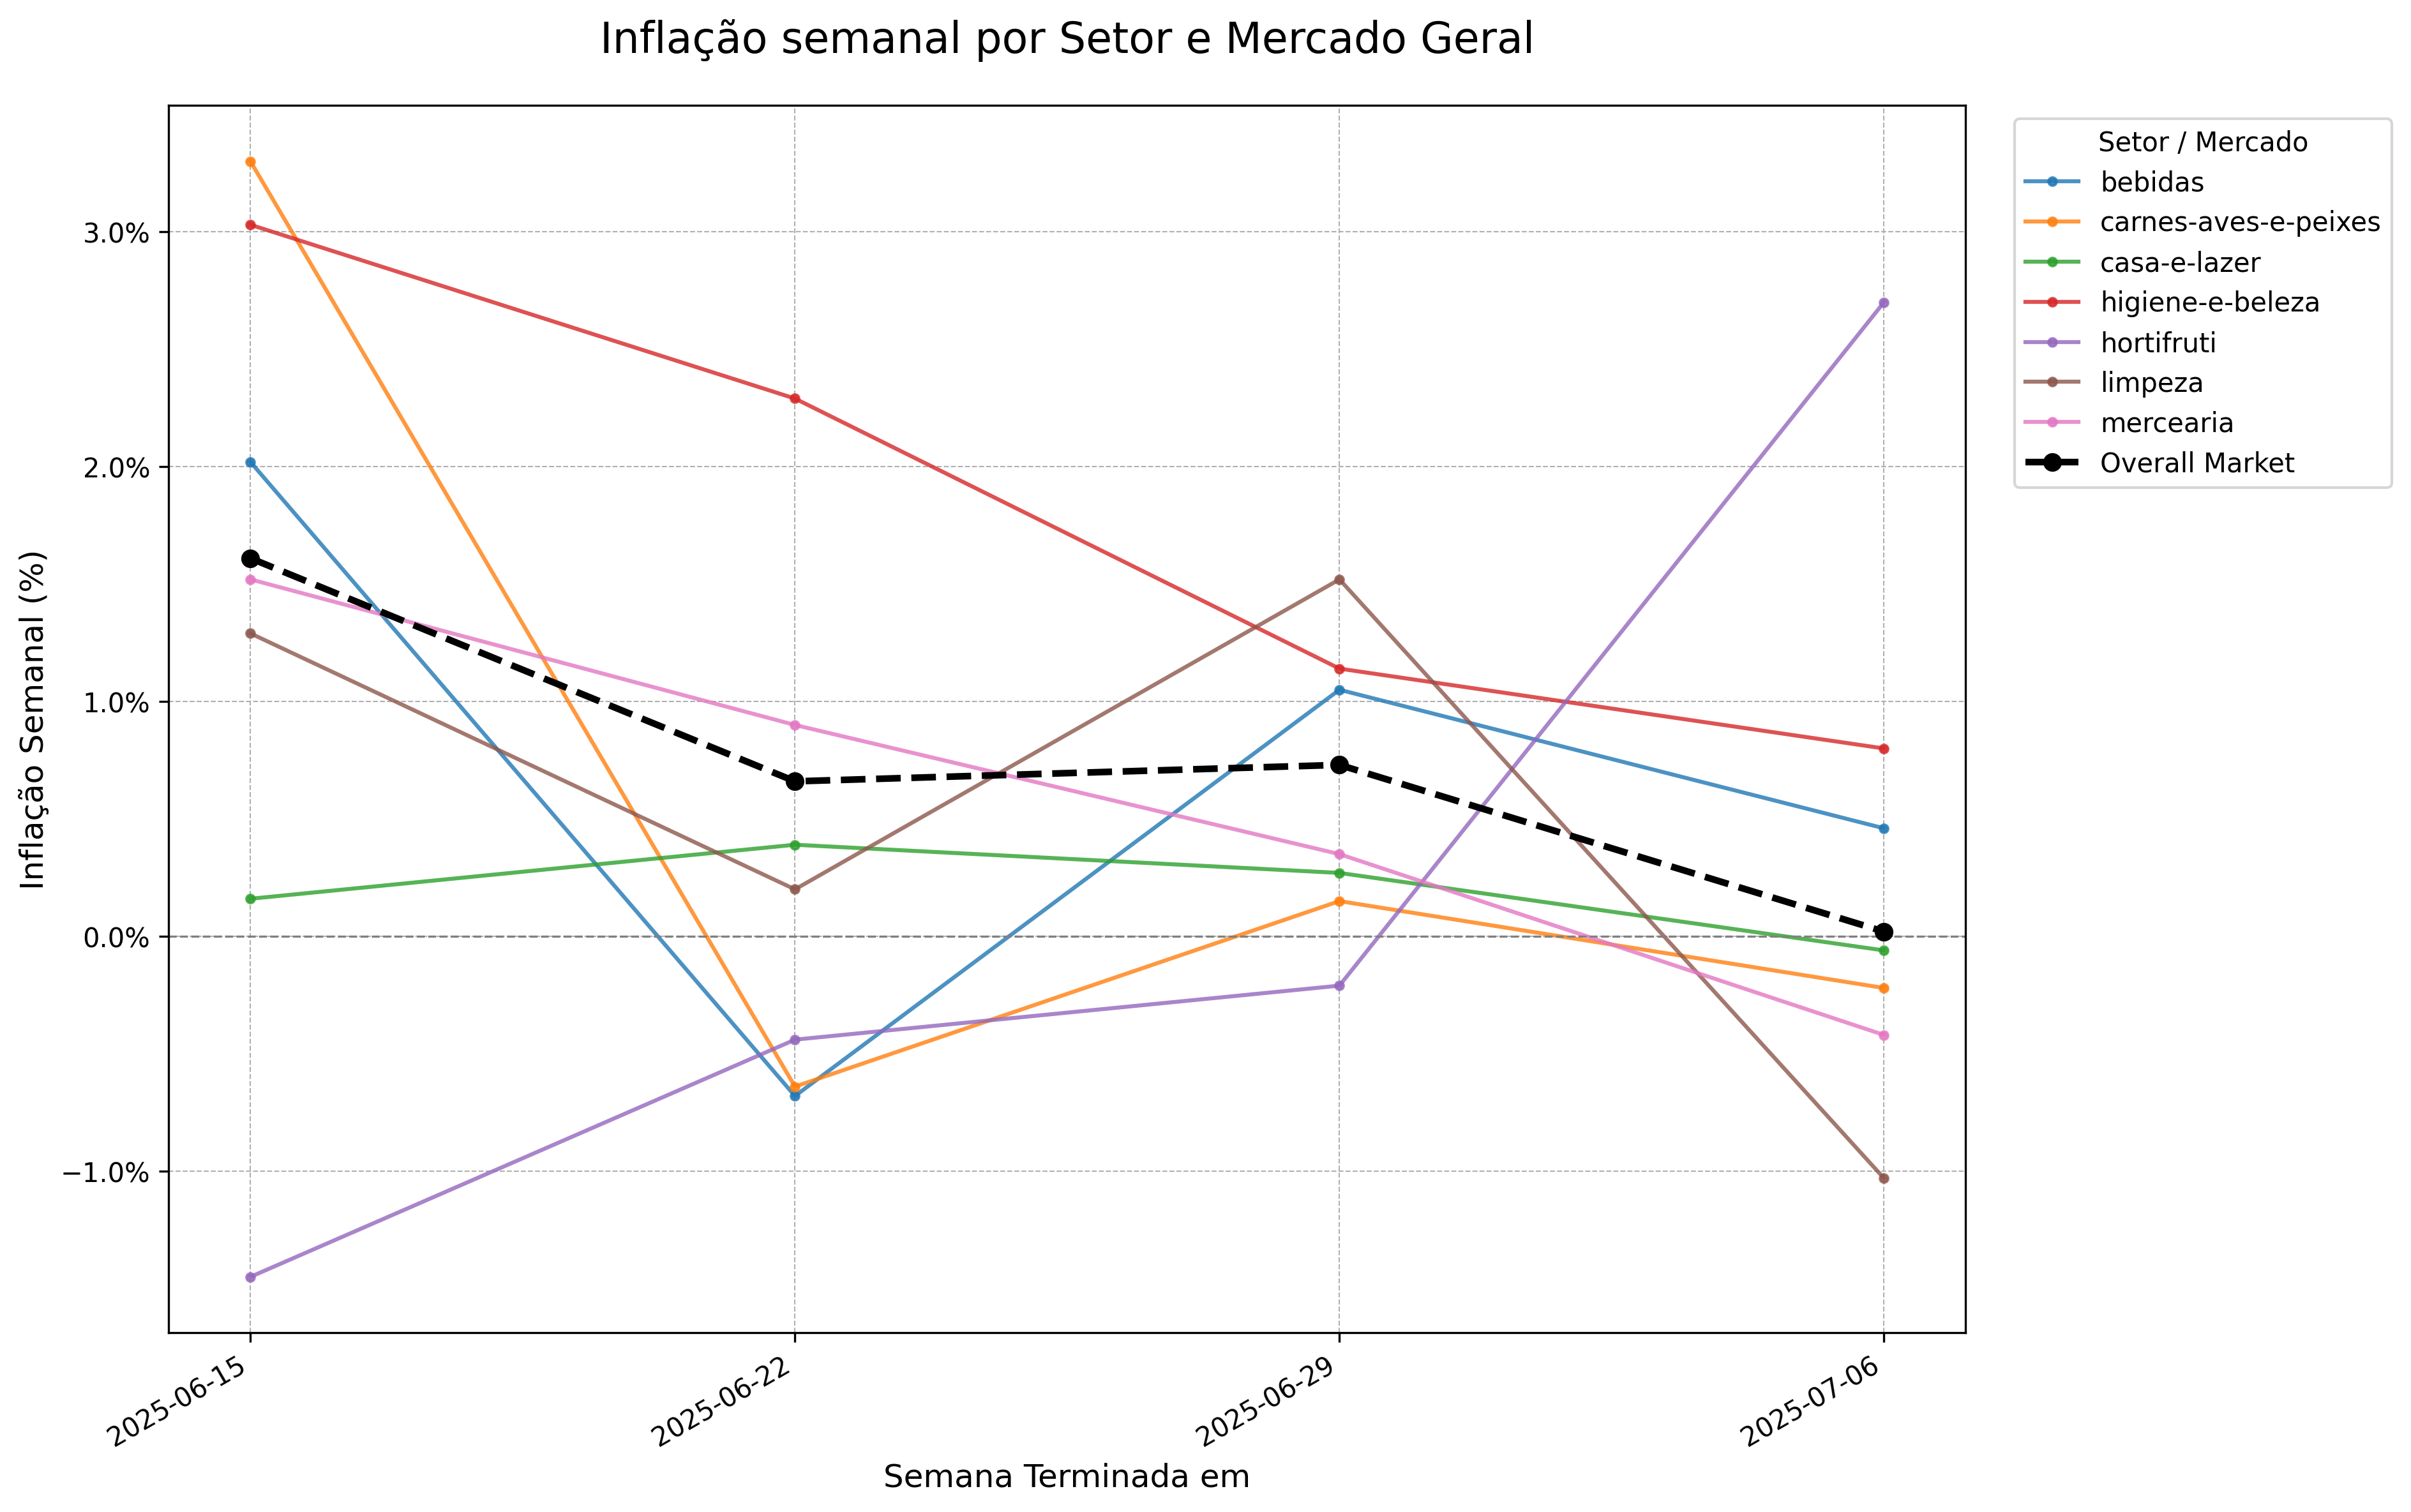 Inflação semanal por Setor e Mercado Geral
Inflação Semanal (%)
3.0%
2.0%
1.0%
0.0%
−1.0%
2025-06-15
2025-06-22
2025-06-29
2025-07-06
Semana Terminada em
Setor / Mercado
bebidas
carnes-aves-e-peixes
casa-e-lazer
higiene-e-beleza
hortifruti
limpeza
mercearia
Overall Market